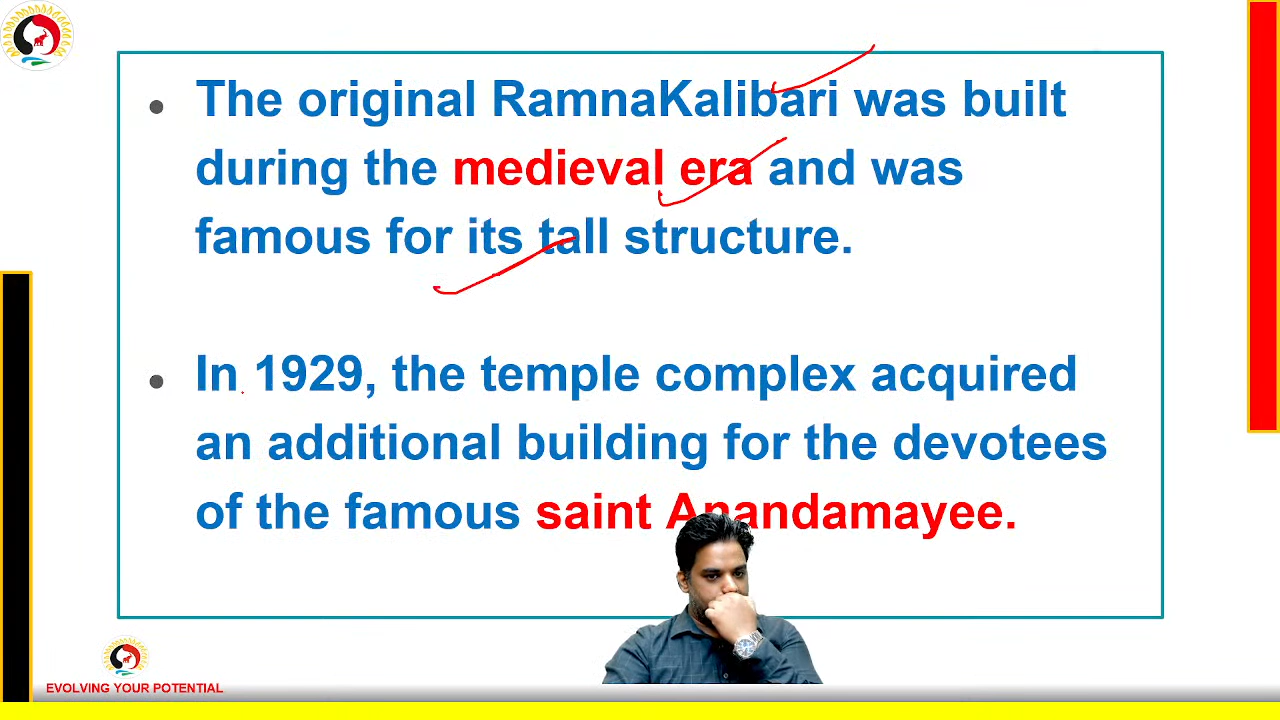 The original RamnaKalibari was built
during the medieval era and was
famous for its tall structure.
In 1929, the temple complex acquired
an additional building for the devotees
of the famous saint Anandamayee.
EVOLVING YOUR POTENTIAL